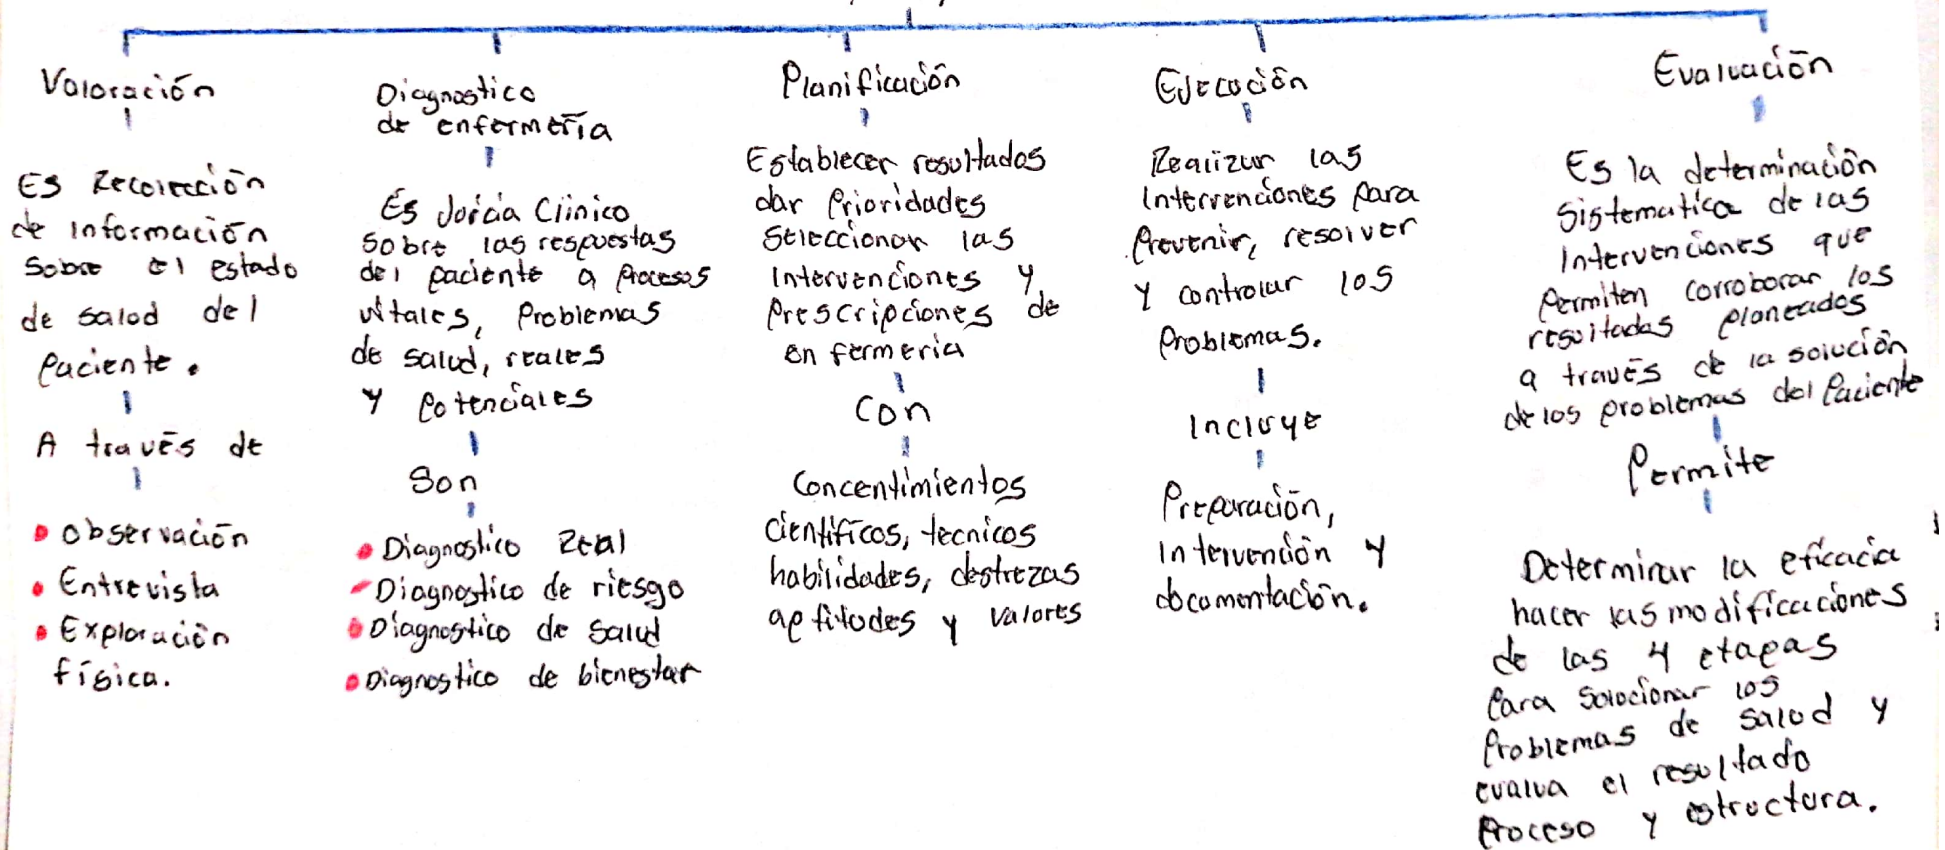 Valoración
Es Recolección
de información
sobre el estado
de salud del
Paciente.
A través de
Observación
Entrevista
Exploración
física.
Diagnostico
de enfermería
Es Joicia Clinico
sobre las respuestas
del paciente a Procesos
vitales, Problemas
de salud, reales
y Potenciales
Son
Diagnostico Real
Diagnostico de riesgo
Diagnostico de Salud
Diagnostico de bienestar
Planificación
Establecer resultados
dar Prioridades
Seleccionar las
Intervenciones y
Prescripciones de
enfermeria
Con
Concentimientos
científicos, tecnicos
habilidades, destrezas
aptitudes y valores
Ejecución
Realizar las
Intervenciones Para
Prevenir, resolver
y controlar los
Problemas.
Incluye
Preparación,
Intervención y
documentación.
Evaluación
Es la determinación
Sistematica de las
Intervenciones que
Permiten corroborar los
resultados planeados
a través de la solución
de los problemas del Paciente
Permite
Determinar la eficacia
hacer las modificaciones
de las 4 etapas
Para solocionar los
Problemas de salud y
evalua el resultado
Proceso y estructura.